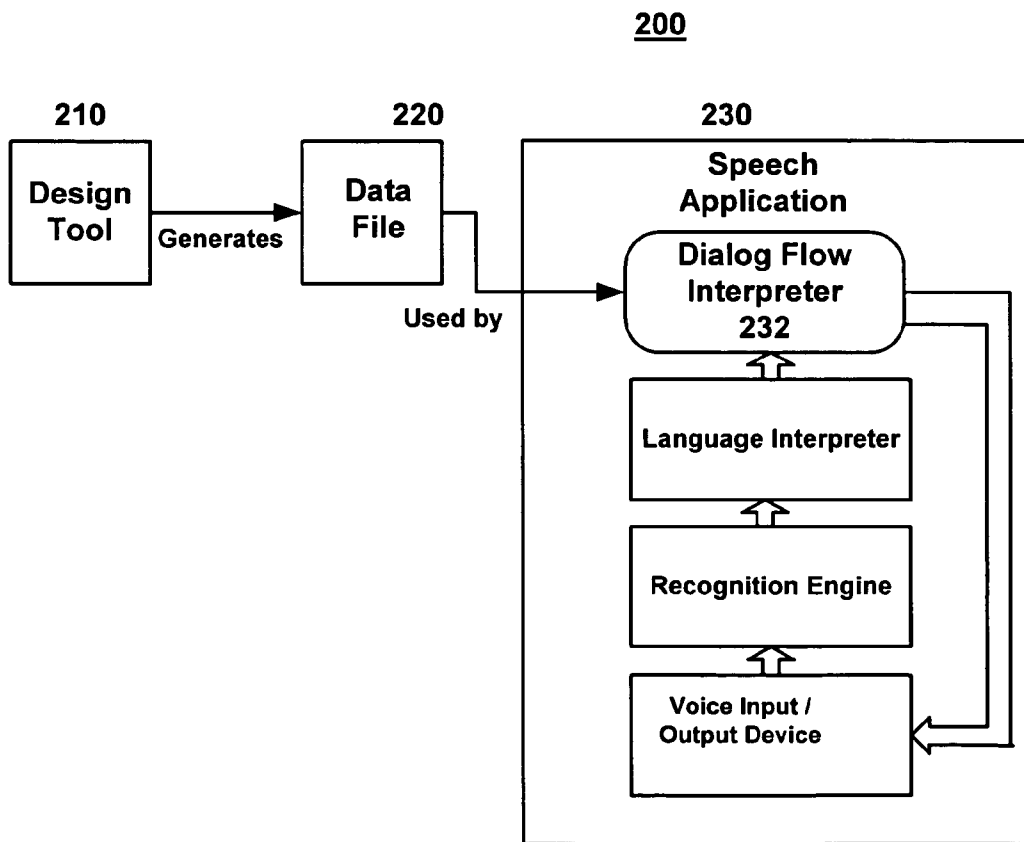 200
210
220
230
Design
Tool
Generates
Data
File
Used by
Speech
Application
Dialog Flow
Interpreter
232
Language Interpreter
Recognition Engine
Voice Input /
Output Device